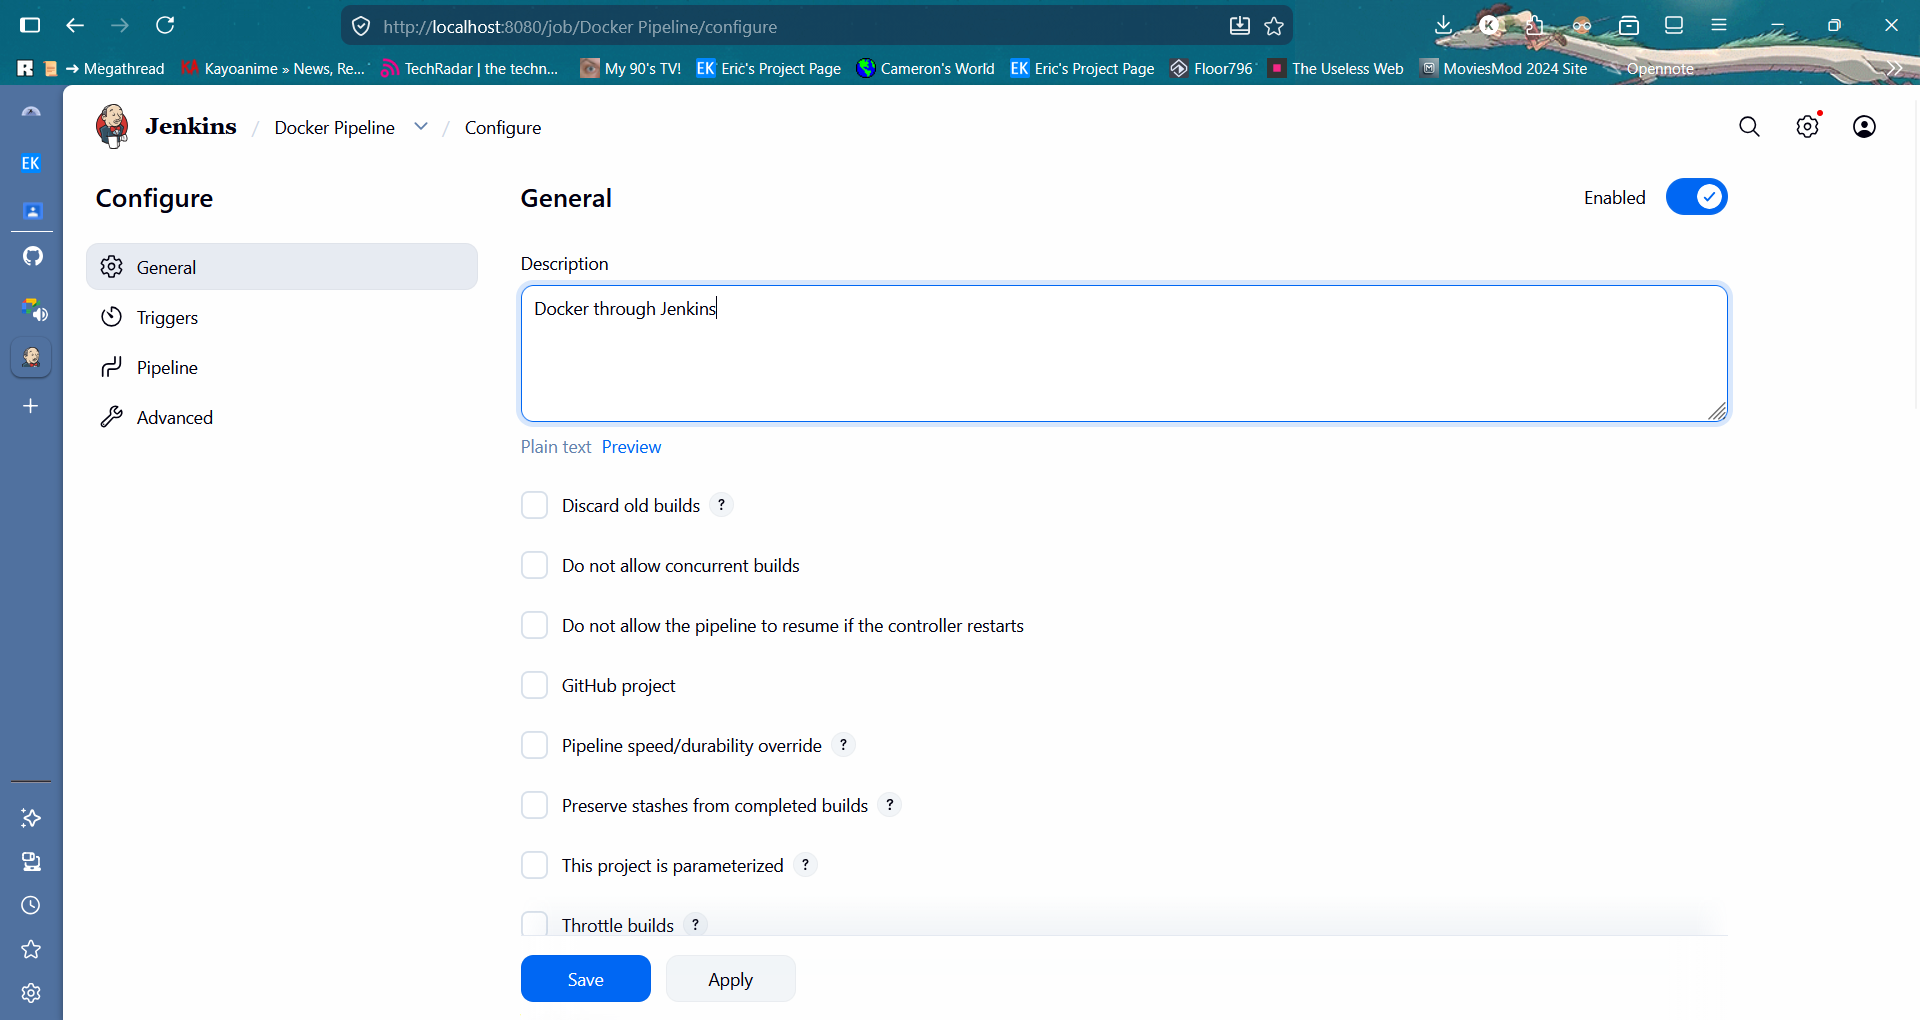 http://localhost:8080/job/Docker Pipeline/configure
K
R → Megathread KA Kayoanime » News, Re... TechRadar | the techn... My 90's TV! EK Eric's Project Page Cameron's World EK Eric's Project Page Floor796 The Useless Web M MoviesMod 2024 Site Opennote
EK
Jenkins / Docker Pipeline / Configure
Configure
General
Triggers
Pipeline
Advanced
General
Enabled
Description
Docker through Jenkins
Plain text Preview
Discard old builds ?
Do not allow concurrent builds
Do not allow the pipeline to resume if the controller restarts
GitHub project
Pipeline speed/durability override ?
Preserve stashes from completed builds ?
This project is parameterized ?
Throttle builds ?
Save Apply